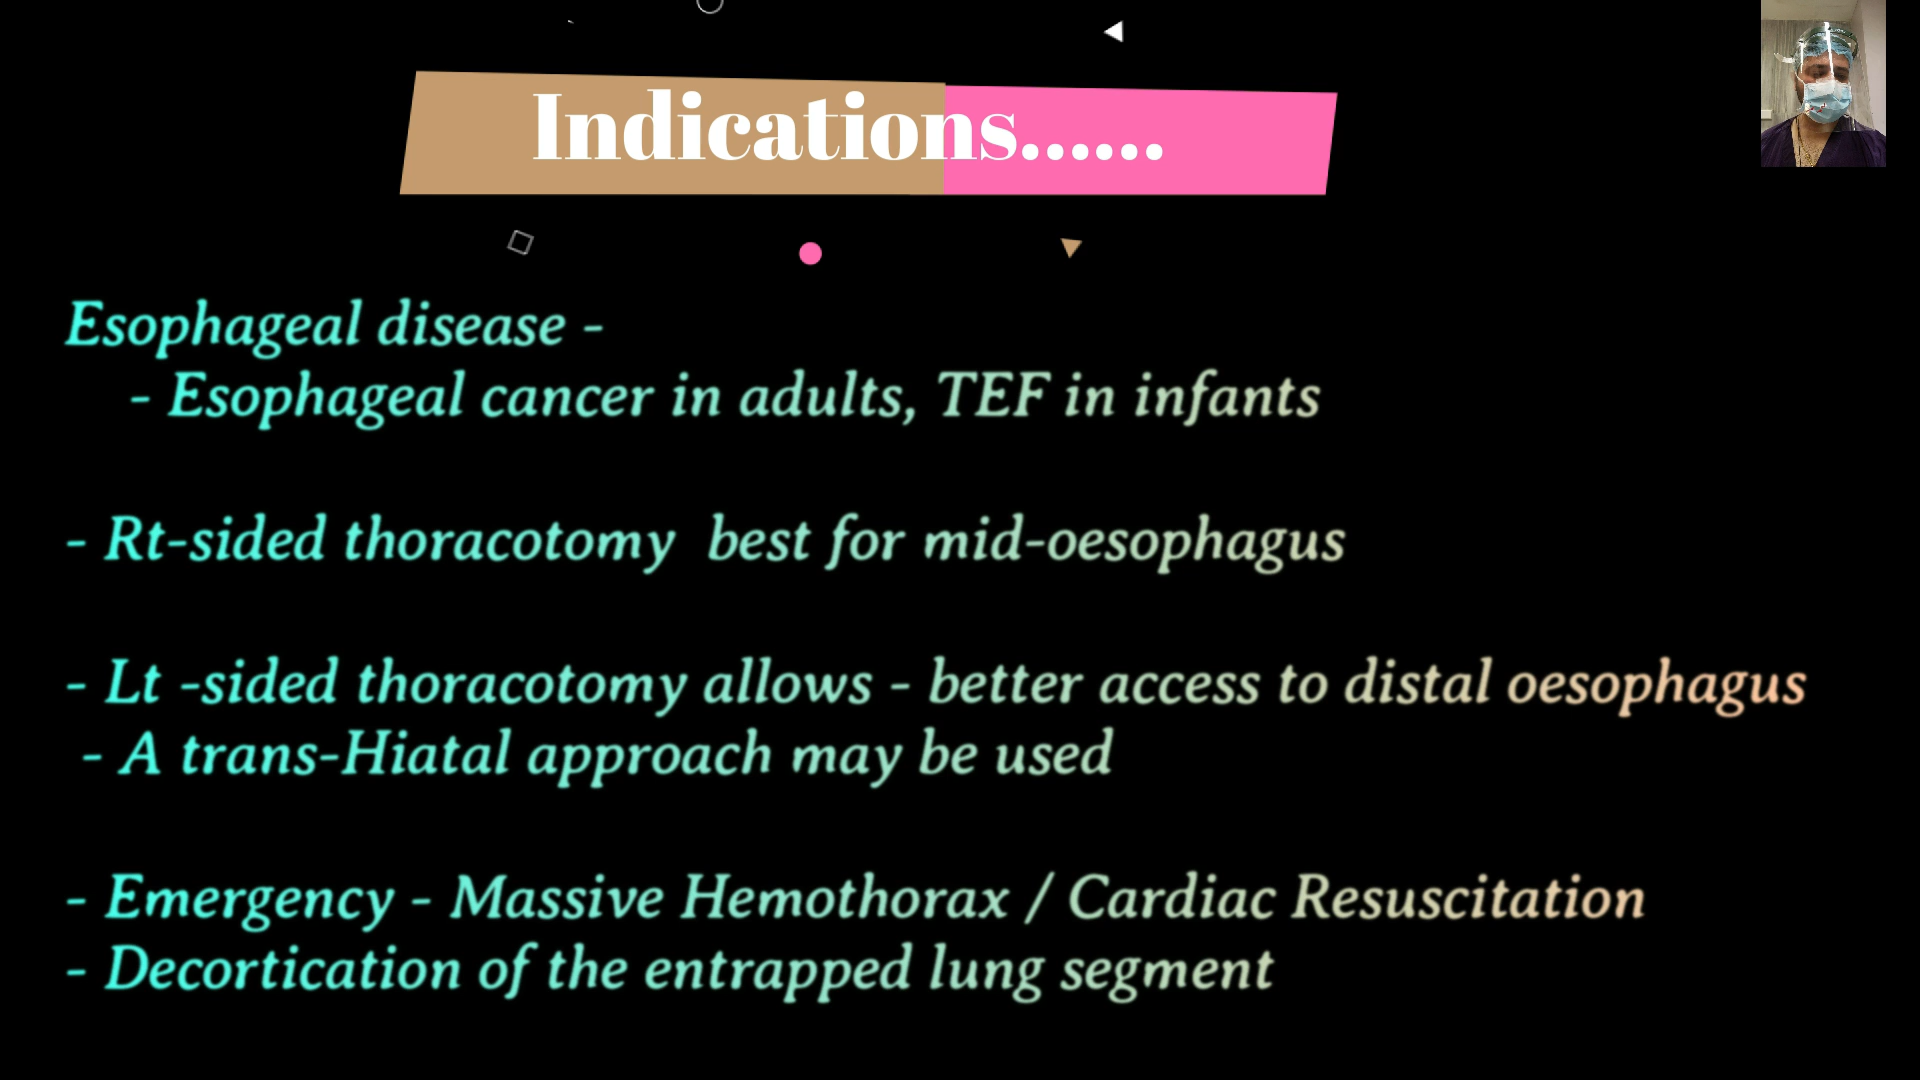 Indications......
Esophageal disease -
- Esophageal cancer in adults, TEF in infants
- Rt-sided thoracotomy best for mid-oesophagus
- Lt -sided thoracotomy allows - better access to distal oesophagus
- A trans-Hiatal approach may be used
- Emergency - Massive Hemothorax / Cardiac Resuscitation
- Decortication of the entrapped lung segment